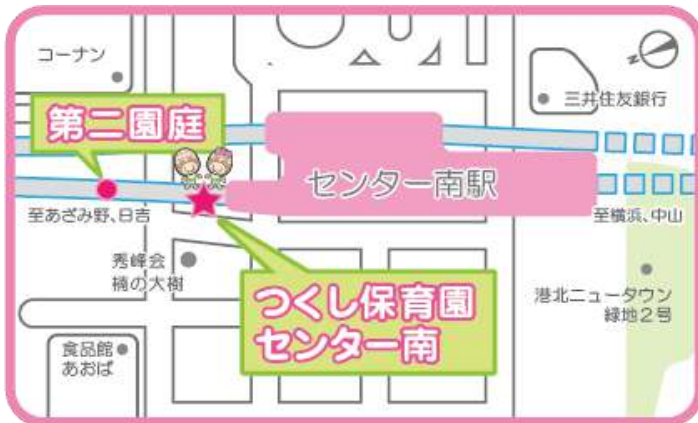 コーナン
N
三井住友銀行
第二園庭
センター南駅
至あざみ野、日吉
至横浜、中山
秀峰会
楠の大樹
つくし保育園
センター南
港北ニュータウン
緑地2号
食品館
あおば